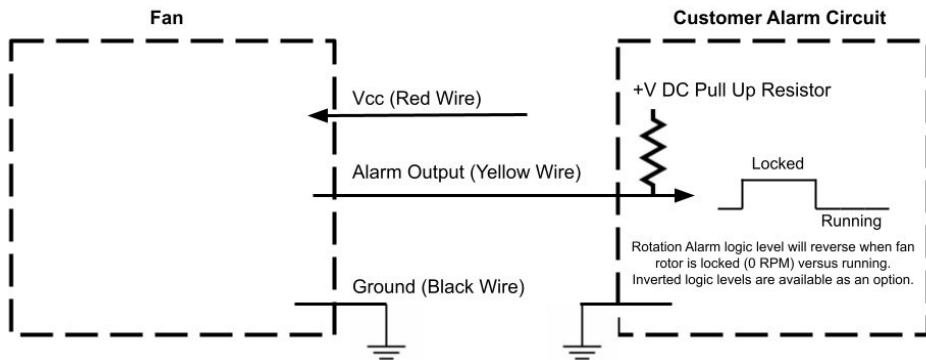 Fan
Customer Alarm Circuit
Vcc (Red Wire)
+V DC Pull Up Resistor
Alarm Output (Yellow Wire)
Locked
Running
Rotation Alarm logic level will reverse when fan
rotor is locked (0 RPM) versus running.
Inverted logic levels are available as an option.
Ground (Black Wire)